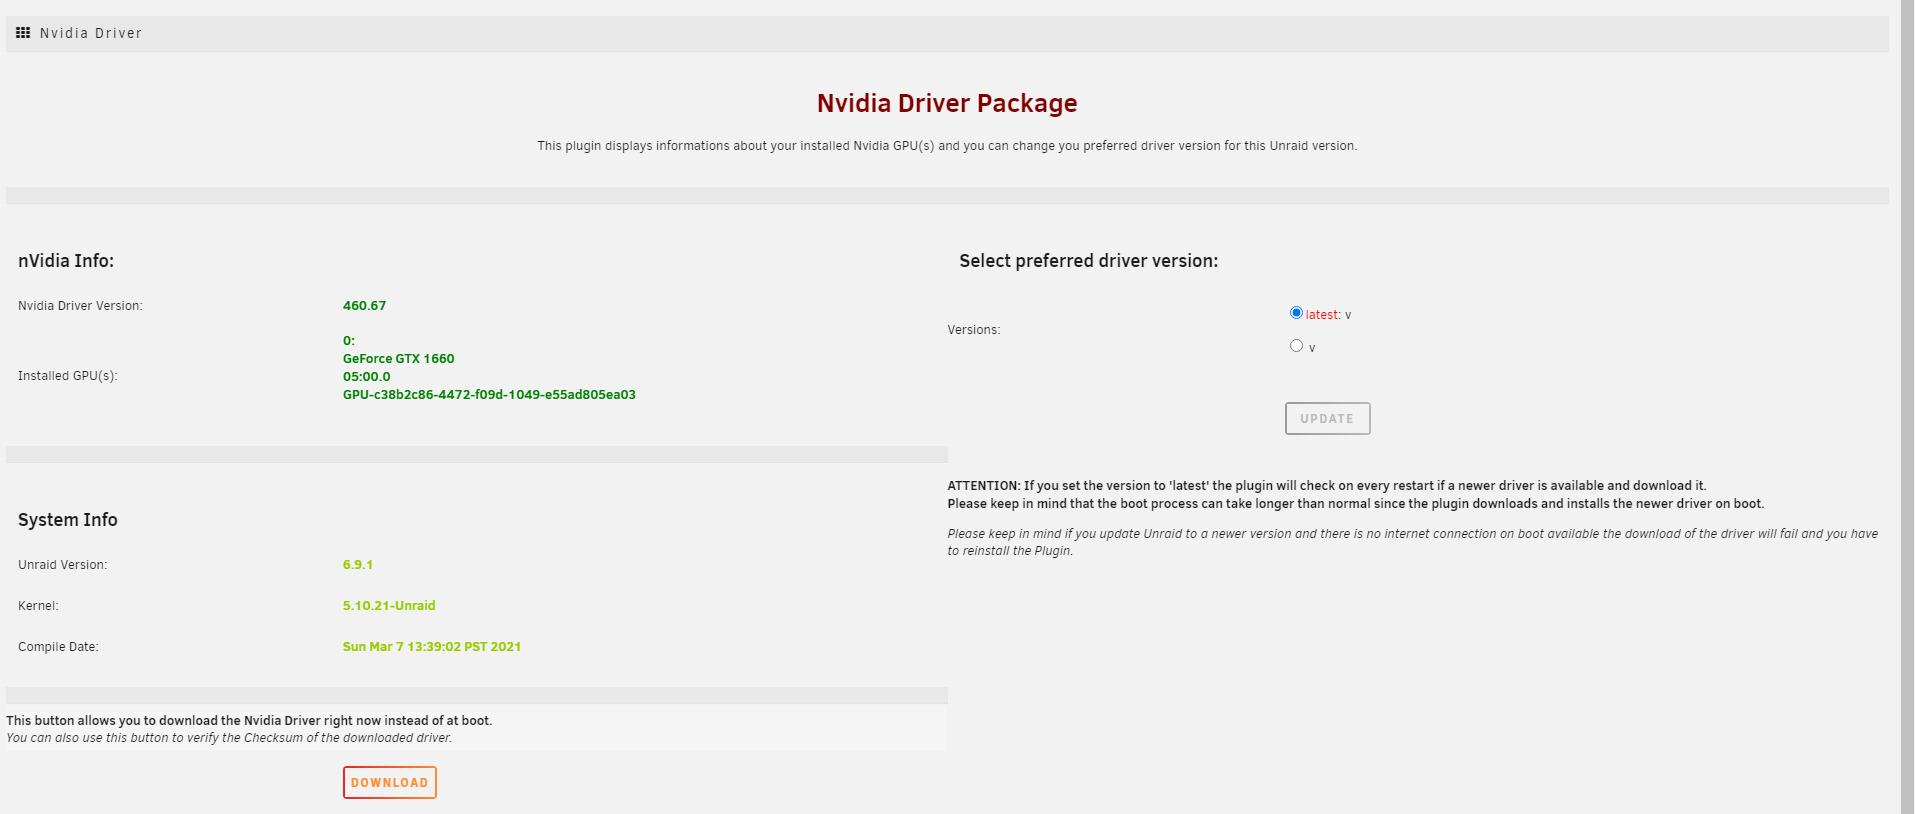 Nvidia Driver
Nvidia Driver Package
This plugin displays informations about your installed Nvidia GPU(s) and you can change you preferred driver version for this Unraid version.
nVidia Info:
Nvidia Driver Version: 460.67
Installed GPU(s):
0:
GeForce GTX 1660
05:00.0
GPU-c38b2c86-4472-f09d-1049-e55ad805ea03
System Info
Unraid Version: 6.9.1
Kernel: 5.10.21-Unraid
Compile Date: Sun Mar 7 13:39:02 PST 2021
This button allows you to download the Nvidia Driver right now instead of at boot.
You can also use this button to verify the Checksum of the downloaded driver.
DOWNLOAD
Select preferred driver version:
Versions:
latest: v
v
UPDATE
ATTENTION: If you set the version to 'latest' the plugin will check on every restart if a newer driver is available and download it.
Please keep in mind that the boot process can take longer than normal since the plugin downloads and installs the newer driver on boot.
Please keep in mind if you update Unraid to a newer version and there is no internet connection on boot available the download of the driver will fail and you have
to reinstall the Plugin.